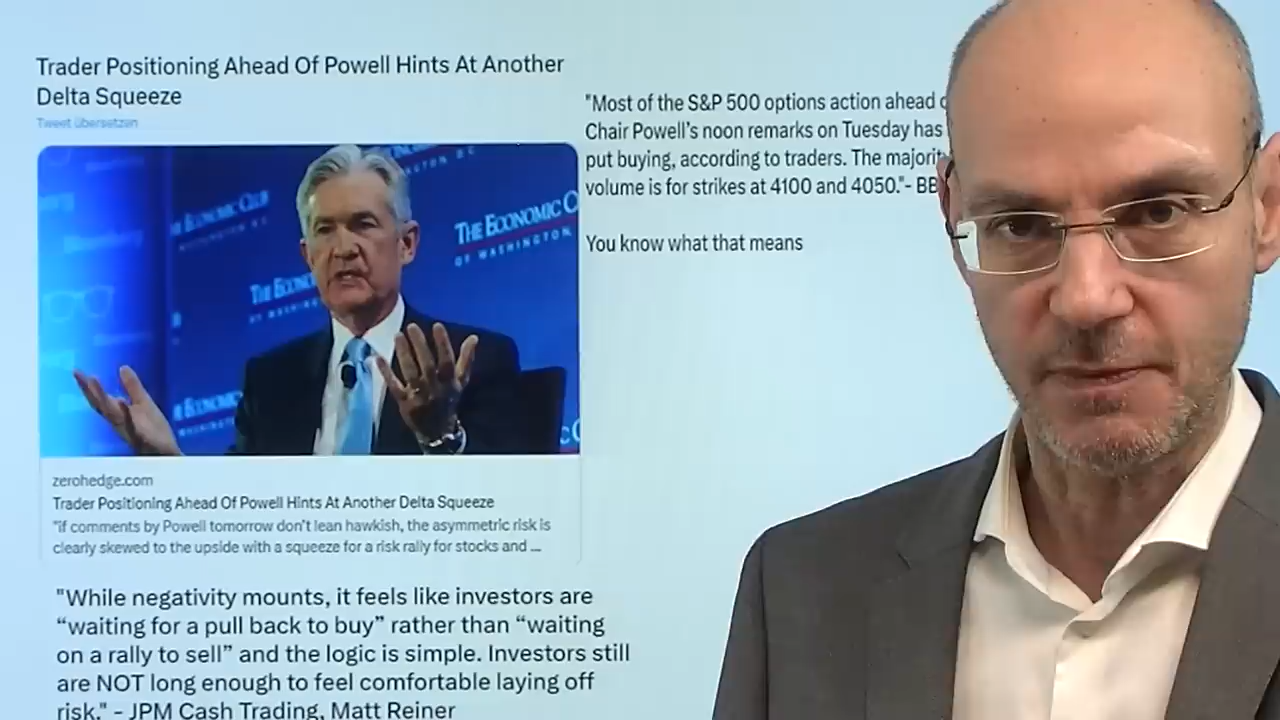 Trader Positioning Ahead Of Powell Hints At Another
Delta Squeeze
Tweet übersetzen
THE ECONOMIC CLUB
THE ECONOMIC C
OF WASHINGTON
zerohedge.com
Trader Positioning Ahead Of Powell Hints At Another Delta Squeeze
"if comments by Powell tomorrow don't lean hawkish, the asymmetric risk is
clearly skewed to the upside with a squeeze for a risk rally for stocks and ...
"While negativity mounts, it feels like investors are
“waiting for a pull back to buy” rather than “waiting
on a rally to sell” and the logic is simple. Investors still
are NOT long enough to feel comfortable laying off
risk." - JPM Cash Trading, Matt Reiner
"Most of the S&P 500 options action ahead
Chair Powell’s noon remarks on Tuesday has
put buying, according to traders. The majorit
volume is for strikes at 4100 and 4050."- BB
You know what that means